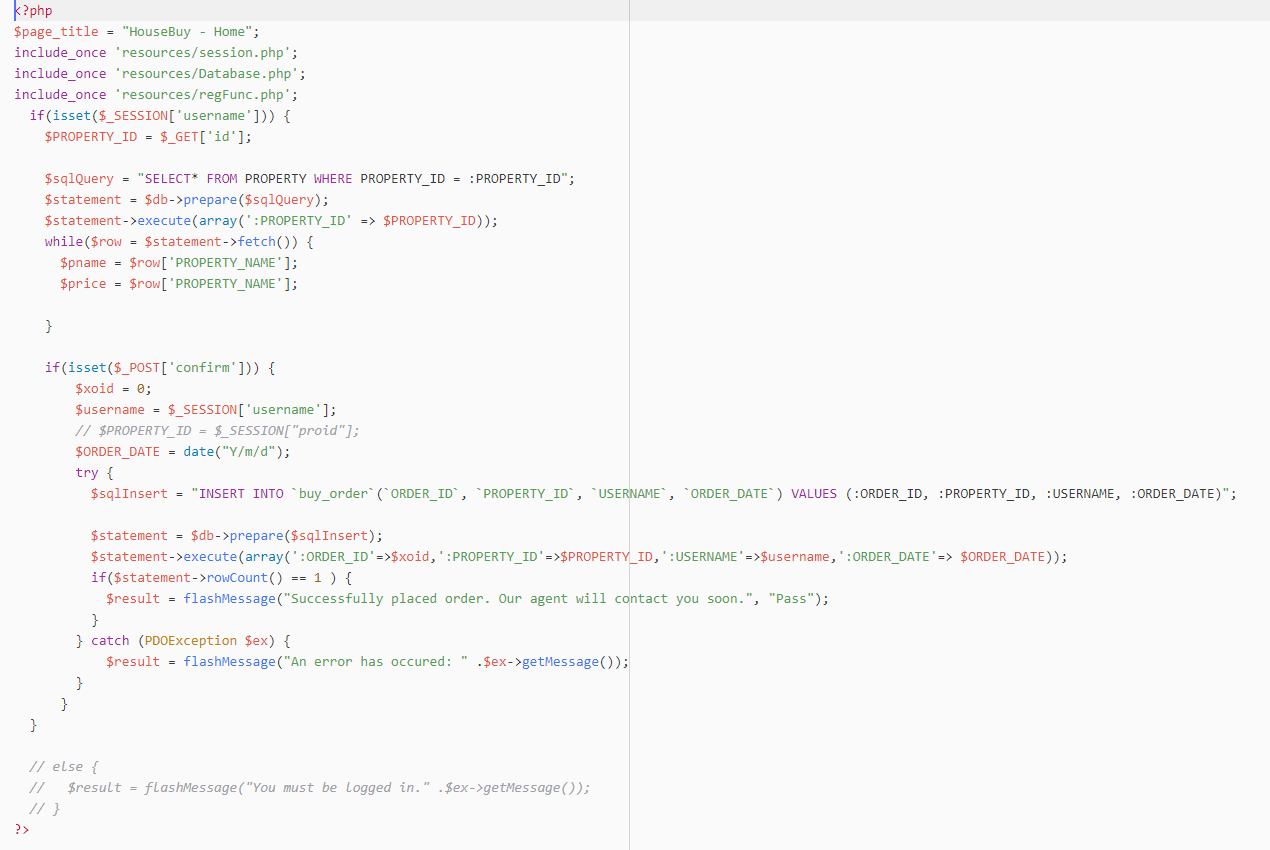 <?php
$page_title = "HouseBuy - Home";
include_once 'resources/session.php';
include_once 'resources/Database.php';
include_once 'resources/regFunc.php';
  if(isset($_SESSION['username'])) {
    $PROPERTY_ID = $_GET['id'];

    $sqlQuery = "SELECT* FROM PROPERTY WHERE PROPERTY_ID = :PROPERTY_ID";
    $statement = $db->prepare($sqlQuery);
    $statement->execute(array(':PROPERTY_ID' => $PROPERTY_ID));
    while($row = $statement->fetch()) {
      $pname = $row['PROPERTY_NAME'];
      $price = $row['PROPERTY_NAME'];

    }

    if(isset($_POST['confirm'])) {
        $xoid = 0;
        $username = $_SESSION['username'];
        // $PROPERTY_ID = $_SESSION["proid"];
        $ORDER_DATE = date("Y/m/d");
        try {
          $sqlInsert = "INSERT INTO `buy_order`(`ORDER_ID`, `PROPERTY_ID`, `USERNAME`, `ORDER_DATE`) VALUES (:ORDER_ID, :PROPERTY_ID, :USERNAME, :ORDER_DATE)";

          $statement = $db->prepare($sqlInsert);
          $statement->execute(array(':ORDER_ID'=>$xoid,':PROPERTY_ID'=>$PROPERTY_ID,':USERNAME'=>$username,':ORDER_DATE'=> $ORDER_DATE));
          if($statement->rowCount() == 1 ) {
            $result = flashMessage("Successfully placed order. Our agent will contact you soon.", "Pass");
          }
        } catch (PDOException $ex) {
            $result = flashMessage("An error has occured: " .$ex->getMessage());
        }
      }
  }

  // else {
  //   $result = flashMessage("You must be logged in." .$ex->getMessage());
  // }
?>